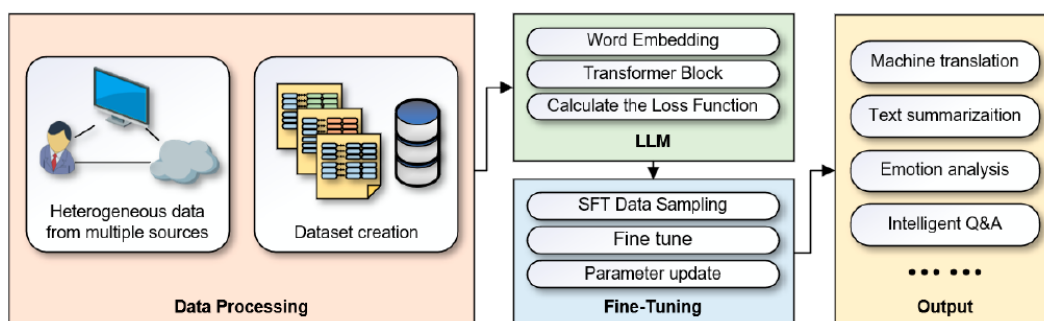 Heterogeneous data
from multiple sources
Dataset creation
Data Processing
Word Embedding
Transformer Block
Calculate the Loss Function
LLM
SFT Data Sampling
Fine tune
Parameter update
Fine-Tuning
Machine translation
Text summarizaition
Emotion analysis
Intelligent Q&A
•••  •••
Output